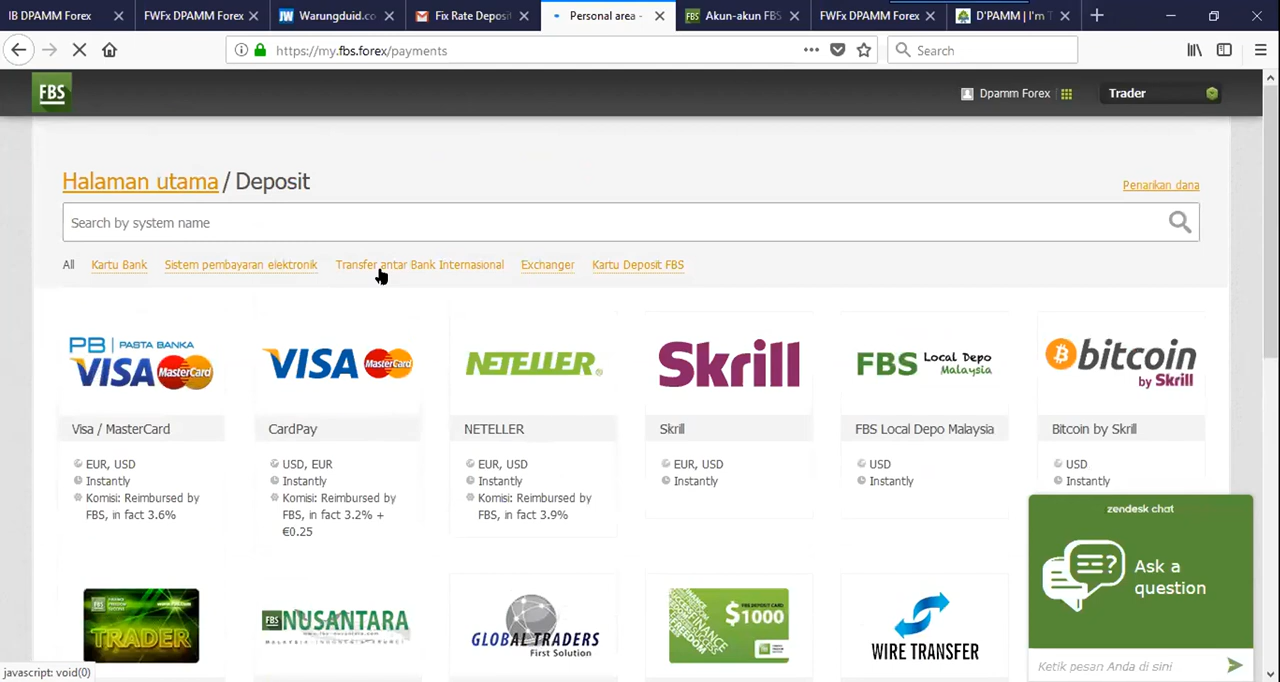 IB DPAMM Forex
FWFx DPAMM Forex
Warungduid.co
Fix Rate Deposit
Personal area -
Akun-akun FBS
FWFx DPAMM Forex
D'PAMM | I'm T
https://my.fbs.forex/payments
Search
FBS
Dpamm Forex
Trader
Halaman utama / Deposit
Penarikan dana
Search by system name
All
Kartu Bank
Sistem pembayaran elektronik
Transfer antar Bank Internasional
Exchanger
Kartu Deposit FBS
PB | PASTA BANKA
VISA MasterCard
VISA MasterCard
NETELLER®
Skrill
FBS Local Depo
Malaysia
bitcoin
by Skrill
Visa / MasterCard
CardPay
NETELLER
Skrill
FBS Local Depo Malaysia
Bitcoin by Skrill
EUR, USD
Instantly
Komisi: Reimbursed by
FBS, in fact 3.6%
USD, EUR
Instantly
Komisi: Reimbursed by
FBS, in fact 3.2% +
€0.25
EUR, USD
Instantly
Komisi: Reimbursed by
FBS, in fact 3.9%
EUR, USD
Instantly
USD
Instantly
USD
Instantly
zendesk chat
Ask a
question
Ketik pesan Anda di sini
TRADER
FBS NUSANTARA
GLOBAL TRADERS
First Solution
$1000
WIRE TRANSFER
javascript: void(0)